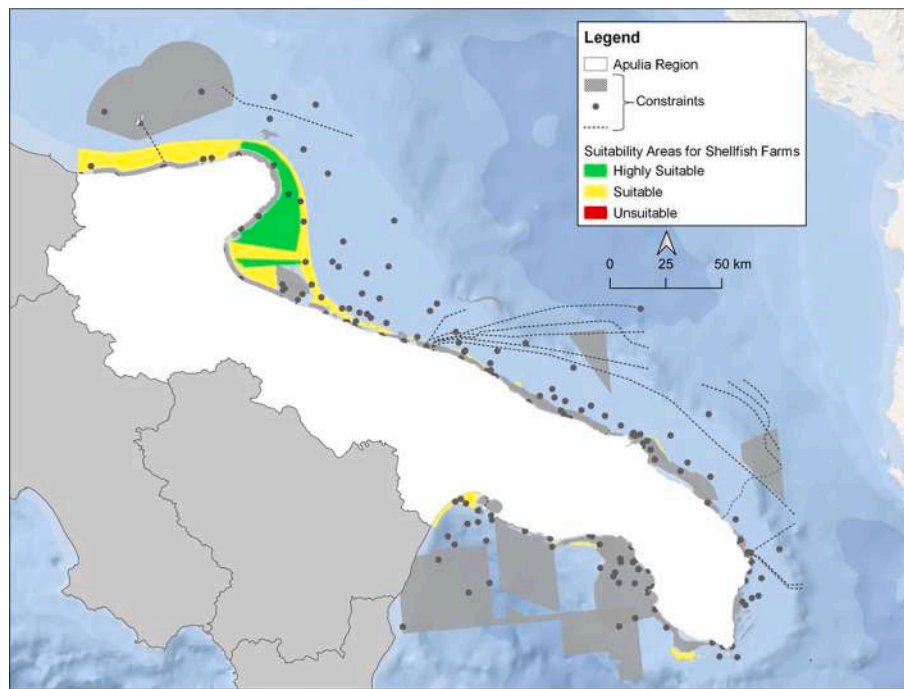 Legend
Apulia Region
Constraints
Suitability Areas for Shellfish Farms
Highly Suitable
Suitable
Unsuitable
0 25 50 km